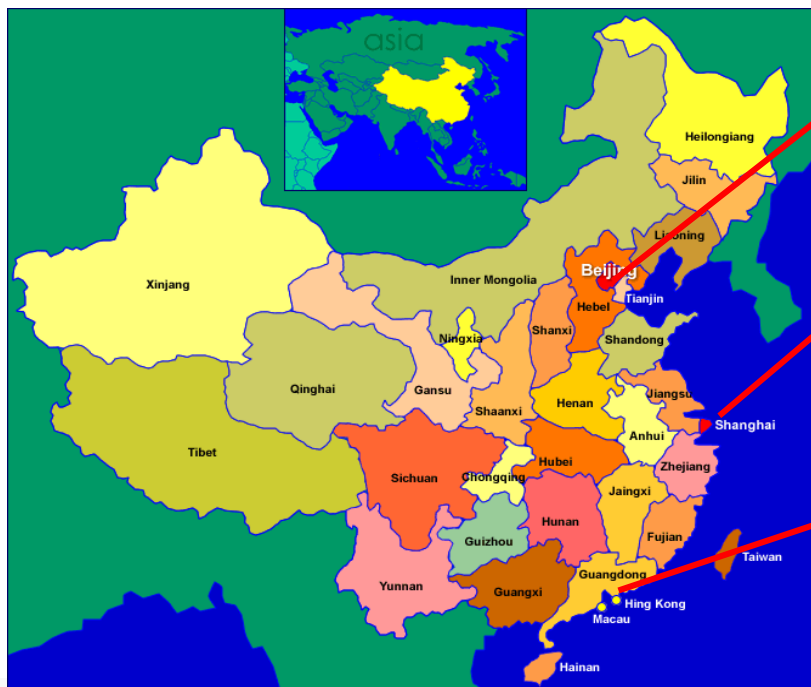 asia
Heilongiang
Jilin
Liaoning
Beijing
Inner Mongolia
Xinjang
Tianjin
Hebel
Shanxi
Ningxia
Shandong
Qinghai
Gansu
Henan
Jiangsu
Shaanxi
Shanghai
Anhui
Tibet
Hubei
Zhejiang
Sichuan
Chongqing
Jaingxi
Hunan
Fujian
Guizhou
Taiwan
Guangdong
Yunnan
Guangxi
Hing Kong
Macau
Hainan